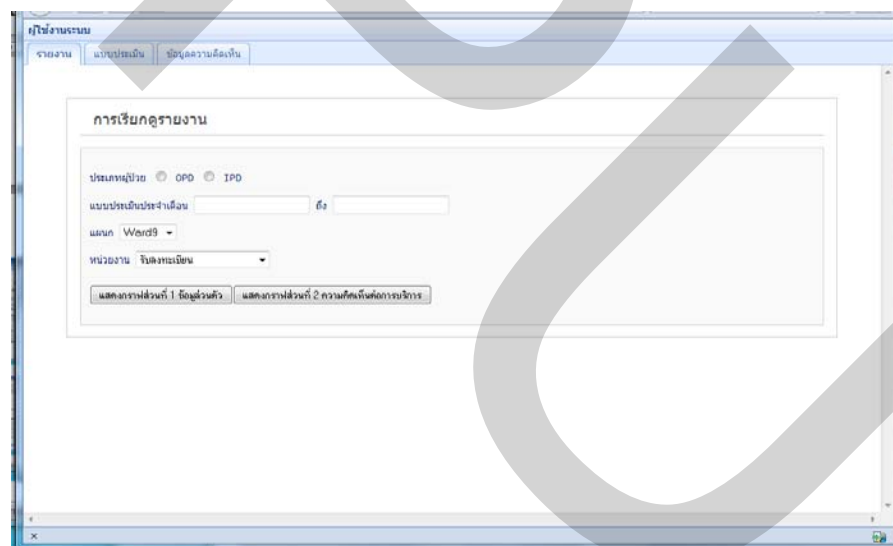 ผู้ใช้งานระบบ
รายงาน แบบประเมิน ข้อมูลความคิดเห็น
การเรียกดูรายงาน
ประเภทผู้ป่วย OPD IPD
แบบประเมินประจำเดือน ถึง
แผนก Ward9
หน่วยงาน รับลงทะเบียน
แสดงกราฟส่วนที่ 1 ข้อมูลส่วนตัว แสดงกราฟส่วนที่ 2 ความคิดเห็นต่อการบริการ